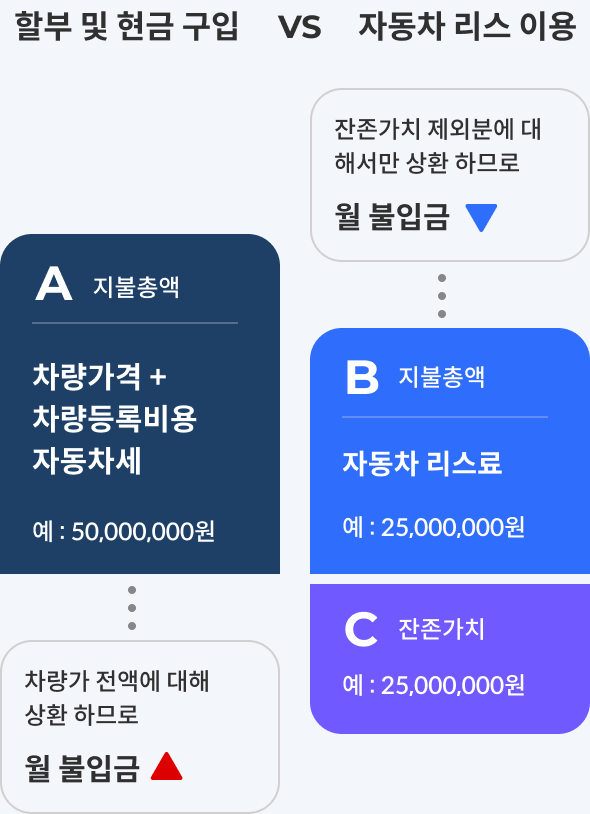 할부 및 현금 구입 VS 자동차 리스 이용
잔존가치 제외분에 대
해서만 상환 하므로
월 불입금
A 지불총액
차량가격 +
차량등록비용
자동차세
예 : 50,000,000원
차량가 전액에 대해
상환 하므로
월 불입금
B 지불총액
자동차 리스료
예 : 25,000,000원
C 잔존가치
예 : 25,000,000원